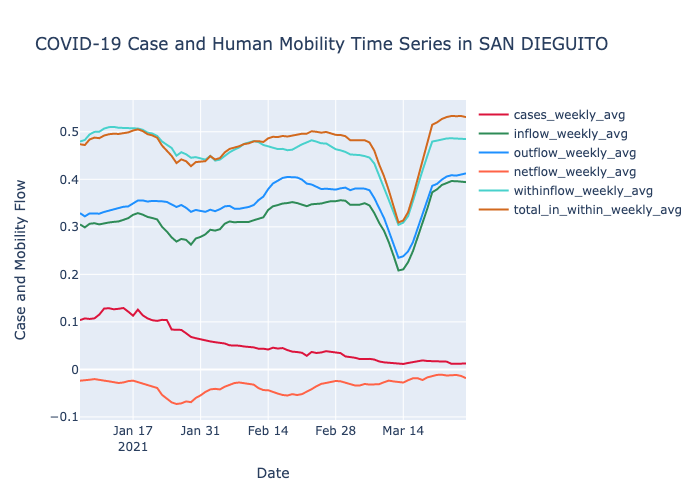 COVID-19 Case and Human Mobility Time Series in SAN DIEGUITO
cases_weekly_avg
inflow_weekly_avg
outflow_weekly_avg
netflow_weekly_avg
withinflow_weekly_avg
total_in_within_weekly_avg
Case and Mobility Flow
0.5
0.4
0.3
0.2
0.1
0
−0.1
Jan 17
2021
Jan 31
Feb 14
Feb 28
Mar 14
Date